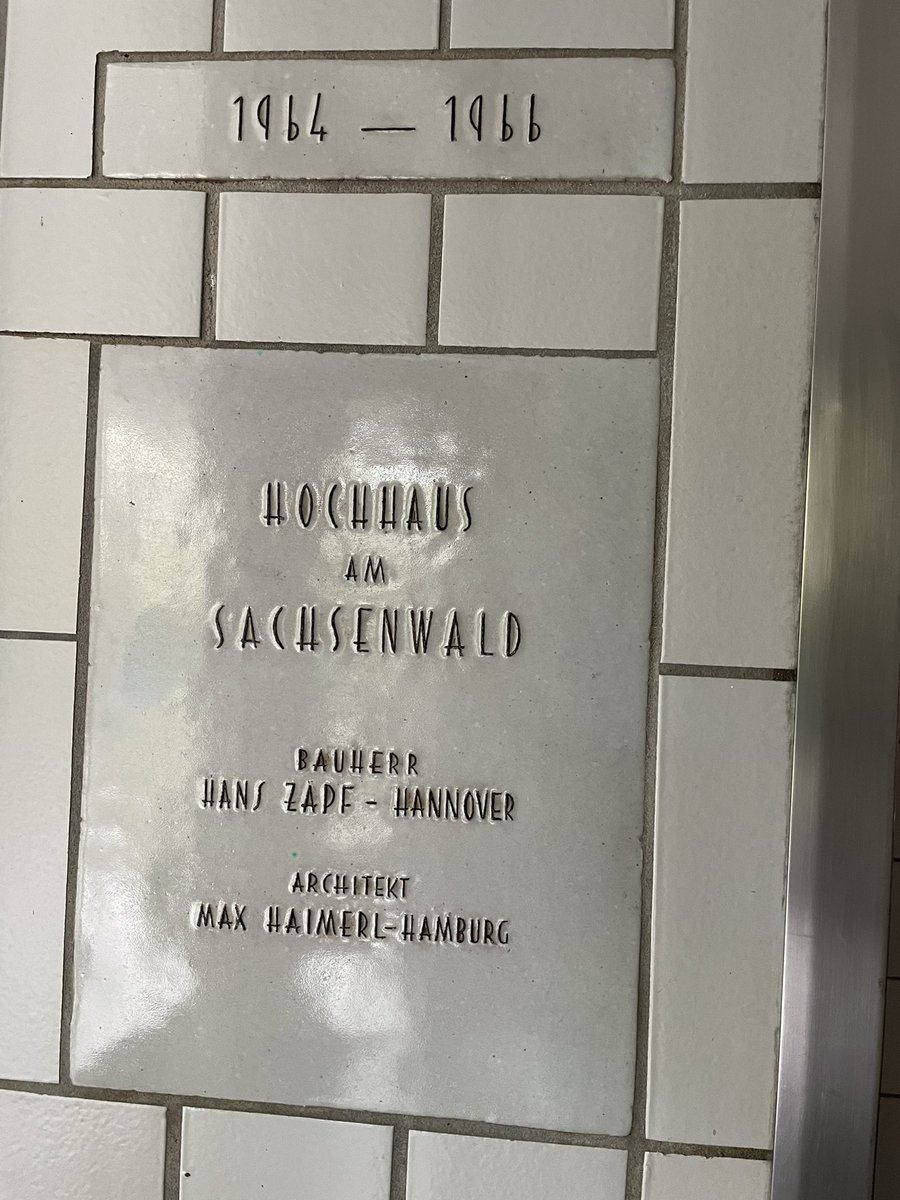 1964 — 1966
HOCHHAUS
AM
SACHSENWALD
BAUHERR
HANS ZAPF - HANNOVER
ARCHITEKT
MAX HAIMERL-HAMBURG